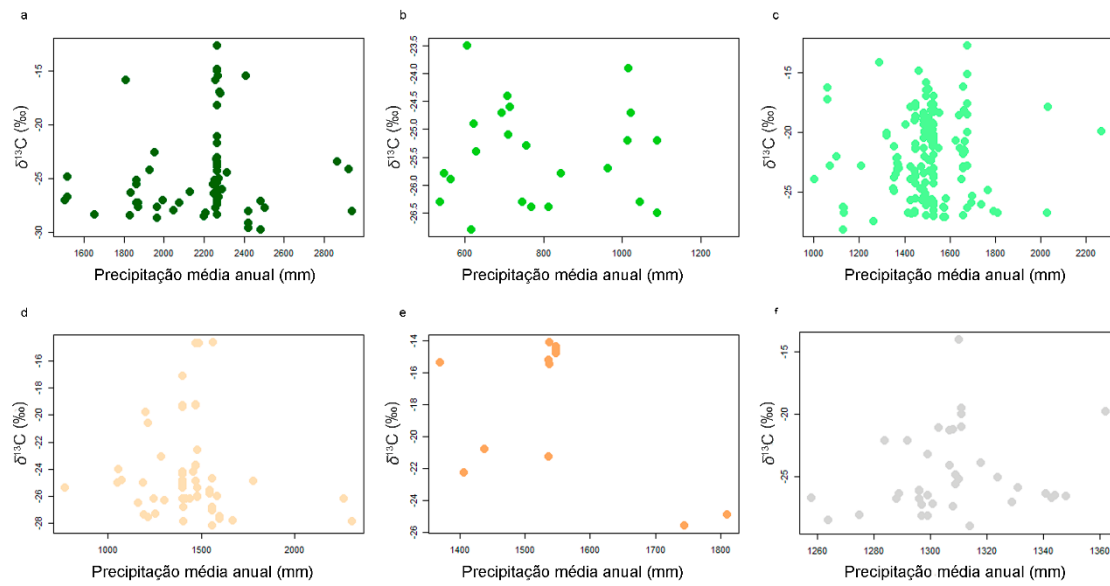 a
δ¹³C (‰)
-15
-20
-25
-30
1600 1800 2000 2200 2400 2600 2800
Precipitação média anual (mm)
b
δ¹³C (‰)
-23.5
-24.0
-24.5
-25.0
-25.5
-26.0
-26.5
600 800 1000 1200
Precipitação média anual (mm)
c
δ¹³C (‰)
-15
-20
-25
1000 1200 1400 1600 1800 2000 2200
Precipitação média anual (mm)
d
δ¹³C (‰)
-16
-18
-20
-22
-24
-26
-28
1000 1500 2000
Precipitação média anual (mm)
e
δ¹³C (‰)
-14
-16
-18
-20
-22
-24
-26
1400 1500 1600 1700 1800
Precipitação média anual (mm)
f
δ¹³C (‰)
-15
-20
-25
1260 1280 1300 1320 1340 1360
Precipitação média anual (mm)